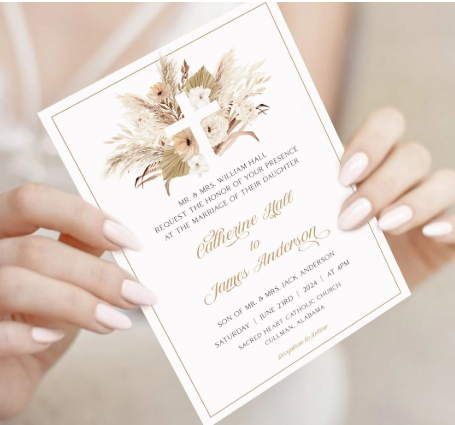 MR. & MRS. WILLIAM HALL
REQUEST THE HONOR OF YOUR PRESENCE
AT THE MARRIAGE OF THEIR DAUGHTER
Catherine Hall
to
James Anderson
SON OF MR. & MRS. JACK ANDERSON
SATURDAY | JUNE 23RD | 2024 | AT 4PM
SACRED HEART CATHOLIC CHURCH
CULLMAN, ALABAMA
Reception to follow